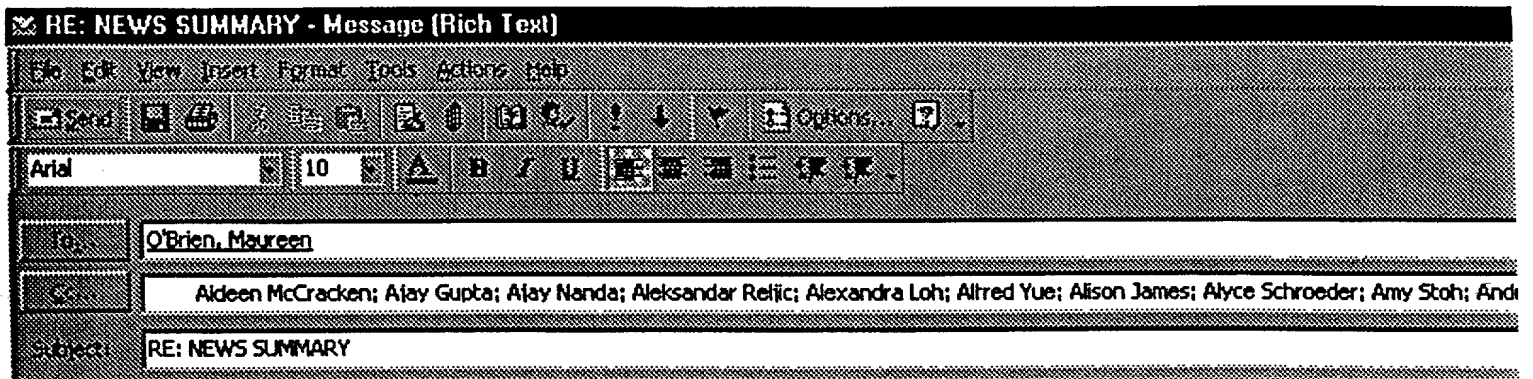 RE: NEWS SUMMARY - Message (Rich Text)
File Edit View Insert Format Tools Actions Help
Send Options...
Arial 10 A B I U
To... O'Brien, Maureen
Cc... Aideen McCracken; Ajay Gupta; Ajay Nanda; Aleksandar Reljic; Alexandra Loh; Alfred Yue; Alison James; Alyce Schroeder; Amy Stoh; And
Subject: RE: NEWS SUMMARY